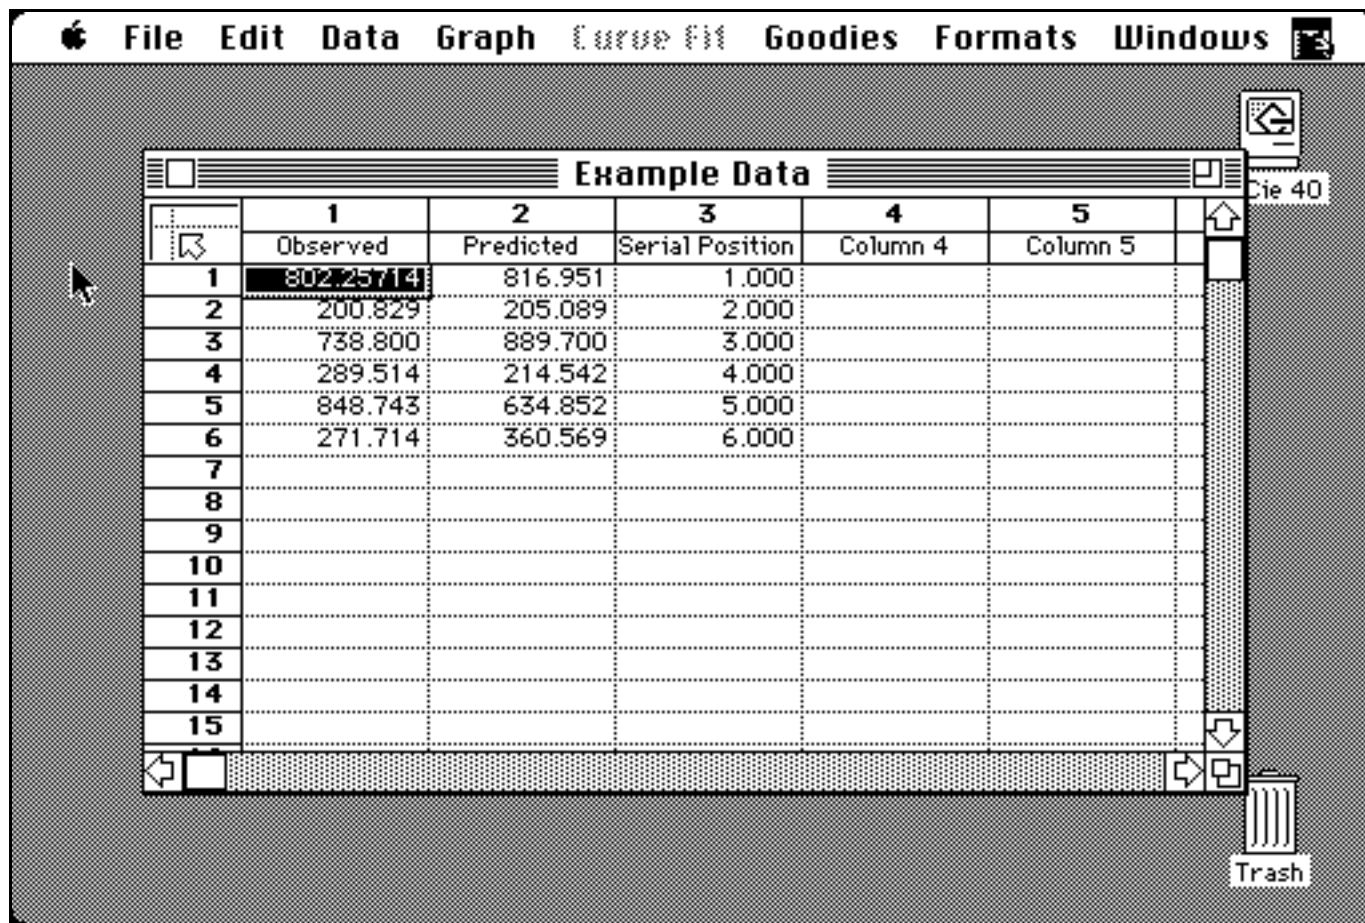 File Edit Data Graph Curve Fit Goodies Formats Windows
Example Data
Cie 40
1 2 3 4 5
Observed Predicted Serial Position Column 4 Column 5
1 802.25714 816.951 1.000
2 200.829 205.089 2.000
3 738.800 889.700 3.000
4 289.514 214.542 4.000
5 848.743 634.852 5.000
6 271.714 360.569 6.000
7
8
9
10
11
12
13
14
15
Trash